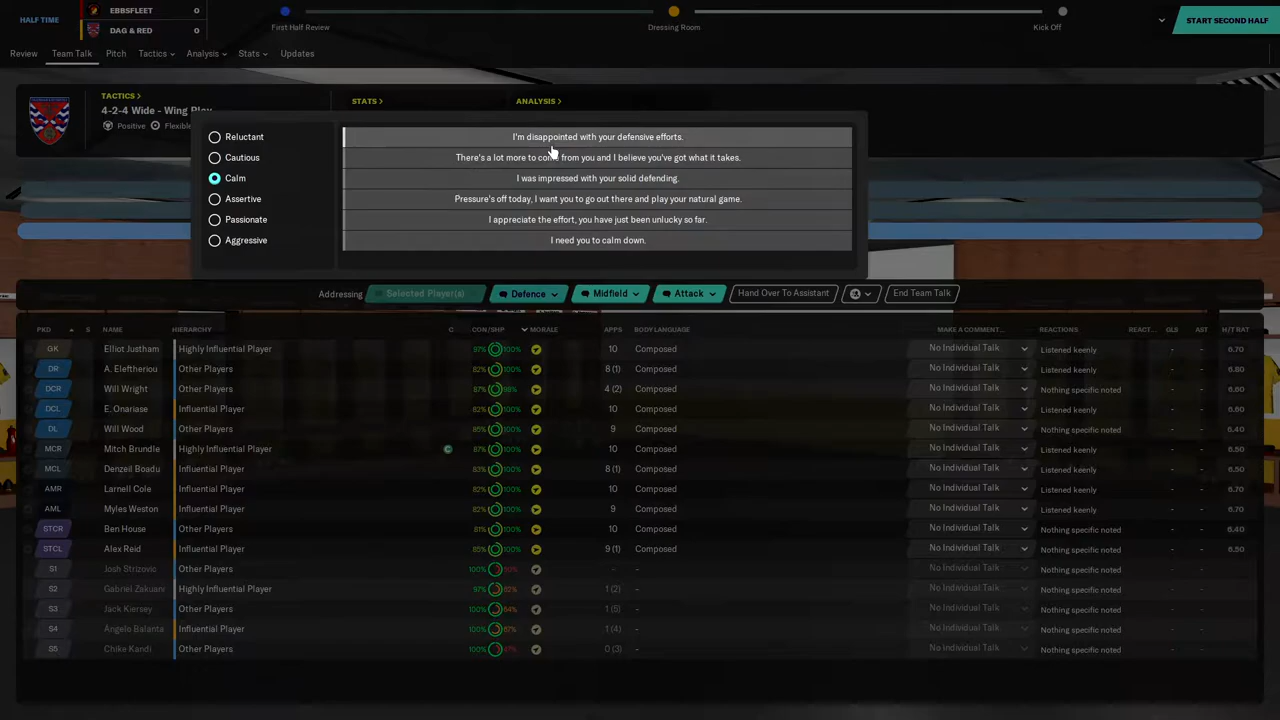 HALF TIME
EBBSFLEET 0
DAG & RED 0
First Half Review
Dressing Room
Kick Off
START SECOND HALF
Review Team Talk Pitch Tactics Analysis Stats Updates
TACTICS >
4-2-4 Wide - Wing Play
Positive Flexible
STATS >
ANALYSIS >
Reluctant
Cautious
Calm
Assertive
Passionate
Aggressive
I'm disappointed with your defensive efforts.
There's a lot more to come from you and I believe you've got what it takes.
I was impressed with your solid defending.
Pressure's off today, I want you to go out there and play your natural game.
I appreciate the effort, you have just been unlucky so far.
I need you to calm down.
Addressing Selected Player(s) Defence Midfield Attack Hand Over To Assistant End Team Talk
PKD S NAME HIERARCHY C CON/SHP MORALE APPS BODY LANGUAGE MAKE A COMMENT... REACTIONS REACT... GLS AST H/T RAT
GK Elliot Justham Highly Influential Player 97% 100% 10 Composed No Individual Talk Listened keenly - - 6.70
DR A. Eleftheriou Other Players 82% 100% 8 (1) Composed No Individual Talk Listened keenly - - 6.80
DCR Will Wright Other Players 87% 98% 4 (2) Composed No Individual Talk Nothing specific noted - - 6.60
DCL E. Onariase Influential Player 82% 100% 10 Composed No Individual Talk Listened keenly - - 6.60
DL Will Wood Other Players 85% 100% 9 Composed No Individual Talk Nothing specific noted - - 6.40
MCR Mitch Brundle Highly Influential Player C 87% 100% 10 Composed No Individual Talk Listened keenly - - 6.50
MCL Denzeil Boadu Influential Player 83% 100% 8 (1) Composed No Individual Talk Listened keenly - - 6.50
AMR Larnell Cole Influential Player 82% 100% 10 Composed No Individual Talk Listened keenly - - 6.70
AML Myles Weston Influential Player 82% 100% 9 Composed No Individual Talk Listened keenly - - 6.70
STCR Ben House Other Players 81% 100% 10 Composed No Individual Talk Nothing specific noted - - 6.40
STCL Alex Reid Influential Player 85% 100% 9 (1) Composed No Individual Talk Nothing specific noted - - 6.50
S1 Josh Strizovic Other Players 100% - - No Individual Talk Nothing specific noted - -
S2 Gabriel Zakuani Highly Influential Player 97% 1 (2) - No Individual Talk Nothing specific noted - -
S3 Jack Kiersey Other Players 100% 64% 1 (5) - No Individual Talk Nothing specific noted - -
S4 Ângelo Balanta Influential Player 100% 67% 1 (4) - No Individual Talk Nothing specific noted - -
S5 Chike Kandi Other Players 100% 0 (3) - No Individual Talk Nothing specific noted - -